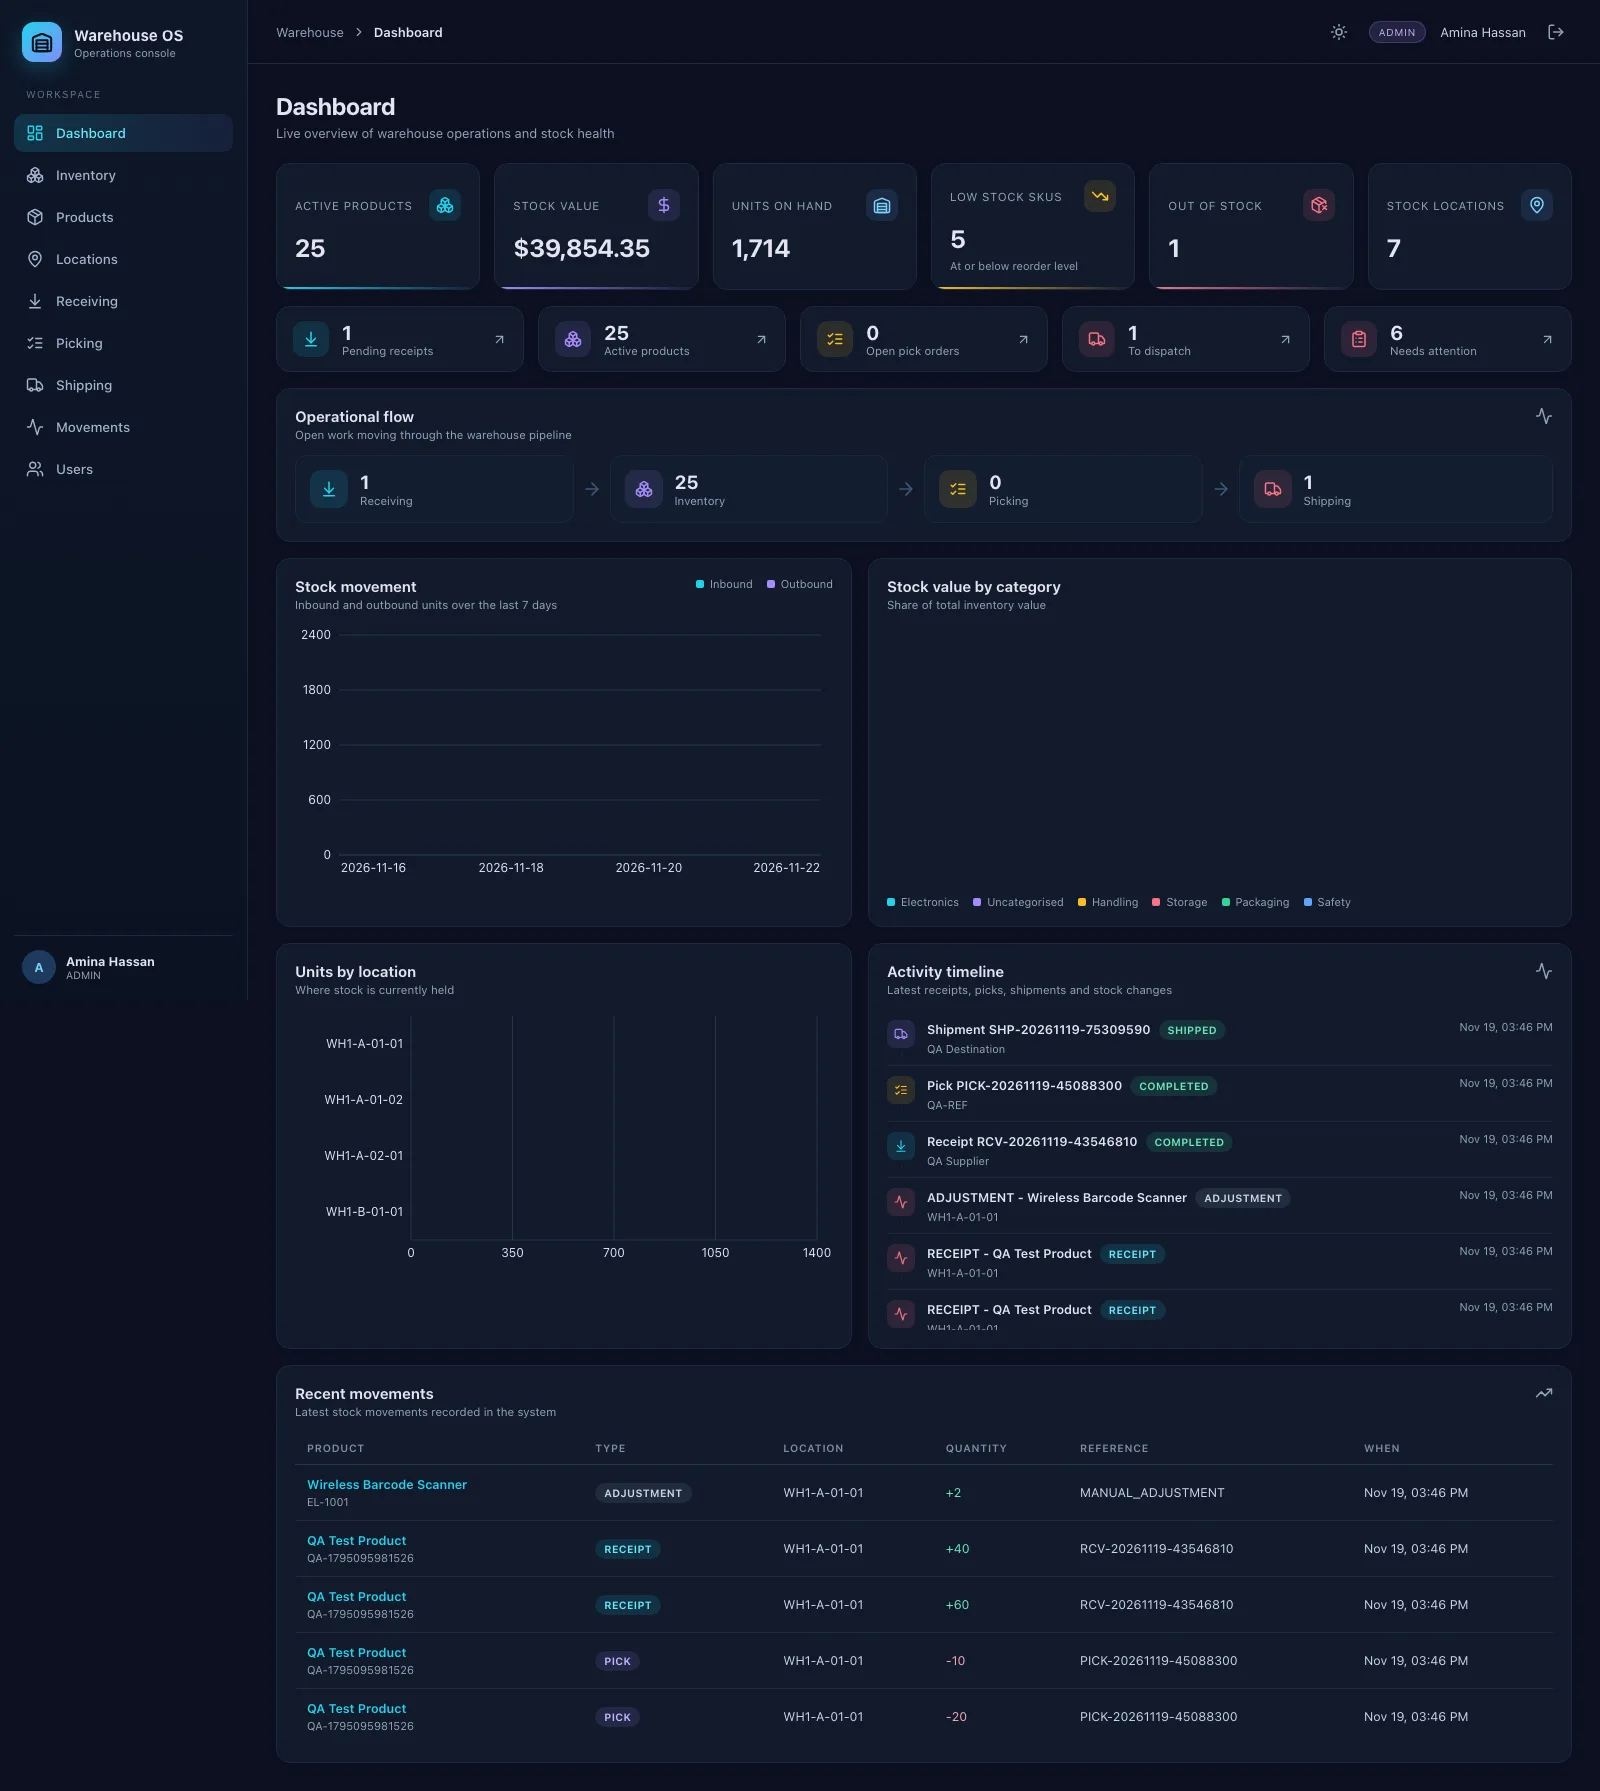 Warehouse OS
Operations console
WORKSPACE
Dashboard
Inventory
Products
Locations
Receiving
Picking
Shipping
Movements
Users
A
Amina Hassan
ADMIN
Warehouse > Dashboard
ADMIN
Amina Hassan
Dashboard
Live overview of warehouse operations and stock health
ACTIVE PRODUCTS
25
STOCK VALUE
$39,854.35
UNITS ON HAND
1,714
LOW STOCK SKUS
5
At or below reorder level
OUT OF STOCK
1
STOCK LOCATIONS
7
1
Pending receipts
25
Active products
0
Open pick orders
1
To dispatch
6
Needs attention
Operational flow
Open work moving through the warehouse pipeline
1
Receiving
25
Inventory
0
Picking
1
Shipping
Stock movement
Inbound and outbound units over the last 7 days
Inbound Outbound
2400
1800
1200
600
0
2026-11-16 2026-11-18 2026-11-20 2026-11-22
Stock value by category
Share of total inventory value
Electronics Uncategorised Handling Storage Packaging Safety
Units by location
Where stock is currently held
WH1-A-01-01
WH1-A-01-02
WH1-A-02-01
WH1-B-01-01
0 350 700 1050 1400
Activity timeline
Latest receipts, picks, shipments and stock changes
Shipment SHP-20261119-75309590 SHIPPED Nov 19, 03:46 PM
QA Destination
Pick PICK-20261119-45088300 COMPLETED Nov 19, 03:46 PM
QA-REF
Receipt RCV-20261119-43546810 COMPLETED Nov 19, 03:46 PM
QA Supplier
ADJUSTMENT - Wireless Barcode Scanner ADJUSTMENT Nov 19, 03:46 PM
WH1-A-01-01
RECEIPT - QA Test Product RECEIPT Nov 19, 03:46 PM
WH1-A-01-01
RECEIPT - QA Test Product RECEIPT Nov 19, 03:46 PM
WH1-A-01-01
Recent movements
Latest stock movements recorded in the system
PRODUCT TYPE LOCATION QUANTITY REFERENCE WHEN
Wireless Barcode Scanner
EL-1001
ADJUSTMENT WH1-A-01-01 +2 MANUAL_ADJUSTMENT Nov 19, 03:46 PM
QA Test Product
QA-1795095981526
RECEIPT WH1-A-01-01 +40 RCV-20261119-43546810 Nov 19, 03:46 PM
QA Test Product
QA-1795095981526
RECEIPT WH1-A-01-01 +60 RCV-20261119-43546810 Nov 19, 03:46 PM
QA Test Product
QA-1795095981526
PICK WH1-A-01-01 -10 PICK-20261119-45088300 Nov 19, 03:46 PM
QA Test Product
QA-1795095981526
PICK WH1-A-01-01 -20 PICK-20261119-45088300 Nov 19, 03:46 PM